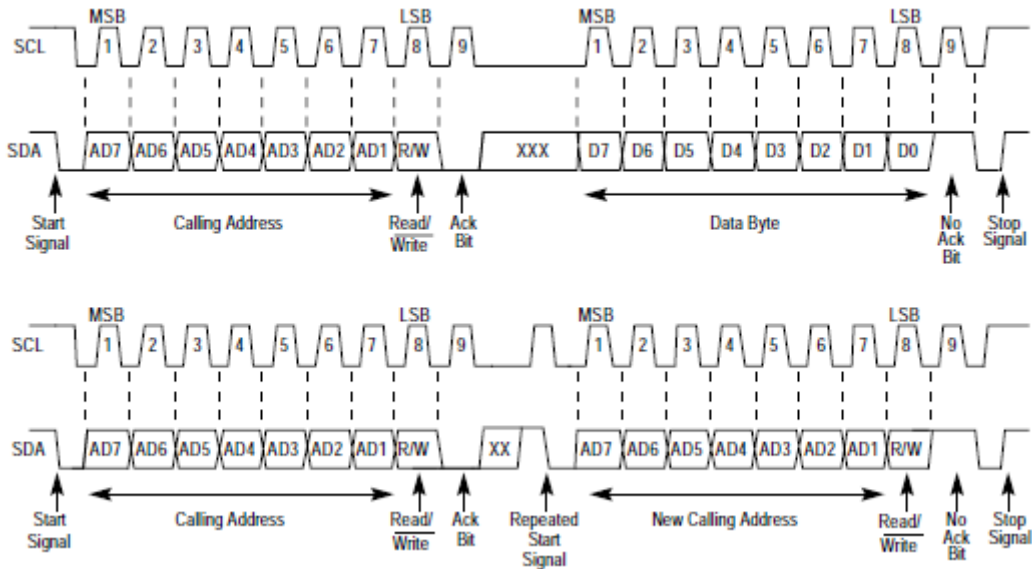 MSB LSB MSB LSB
SCL 1 2 3 4 5 6 7 8 9 1 2 3 4 5 6 7 8 9
SDA AD7 AD6 AD5 AD4 AD3 AD2 AD1 R/W XXX D7 D6 D5 D4 D3 D2 D1 D0
Start Signal Calling Address Read/Write Ack Bit Data Byte No Ack Bit Stop Signal
MSB LSB MSB LSB
SCL 1 2 3 4 5 6 7 8 9 1 2 3 4 5 6 7 8 9
SDA AD7 AD6 AD5 AD4 AD3 AD2 AD1 R/W XX AD7 AD6 AD5 AD4 AD3 AD2 AD1 R/W
Start Signal Calling Address Read/Write Ack Bit Repeated Start Signal New Calling Address Read/Write No Ack Bit Stop Signal